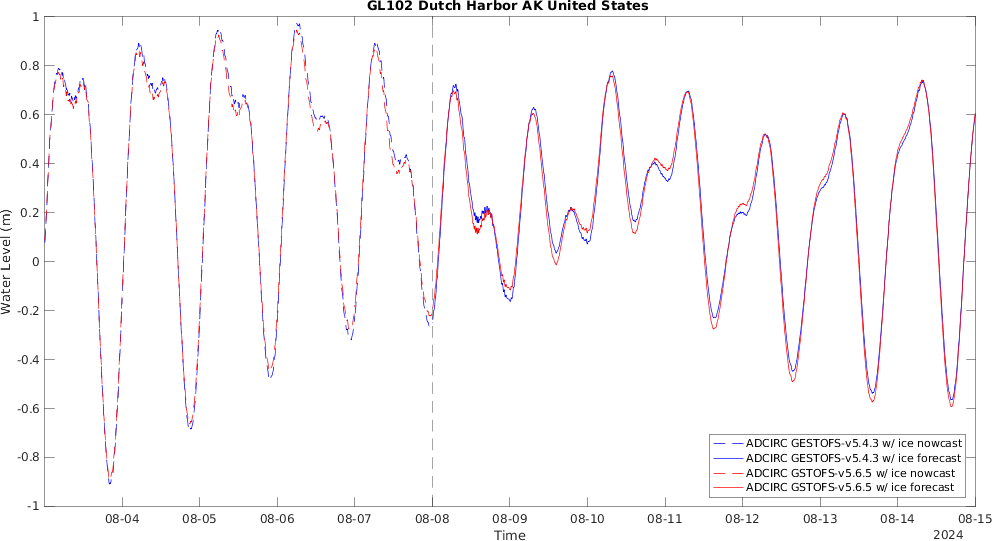 GL102 Dutch Harbor AK United States
1
0.8
0.6
0.4
0.2
0
-0.2
-0.4
-0.6
-0.8
-1
Water Level (m)
ADCIRC GESTOFS-v5.4.3 w/ ice nowcast
ADCIRC GESTOFS-v5.4.3 w/ ice forecast
ADCIRC GSTOFS-v5.6.5 w/ ice nowcast
ADCIRC GSTOFS-v5.6.5 w/ ice forecast
08-04 08-05 08-06 08-07 08-08 08-09 08-10 08-11 08-12 08-13 08-14 08-15
Time
2024